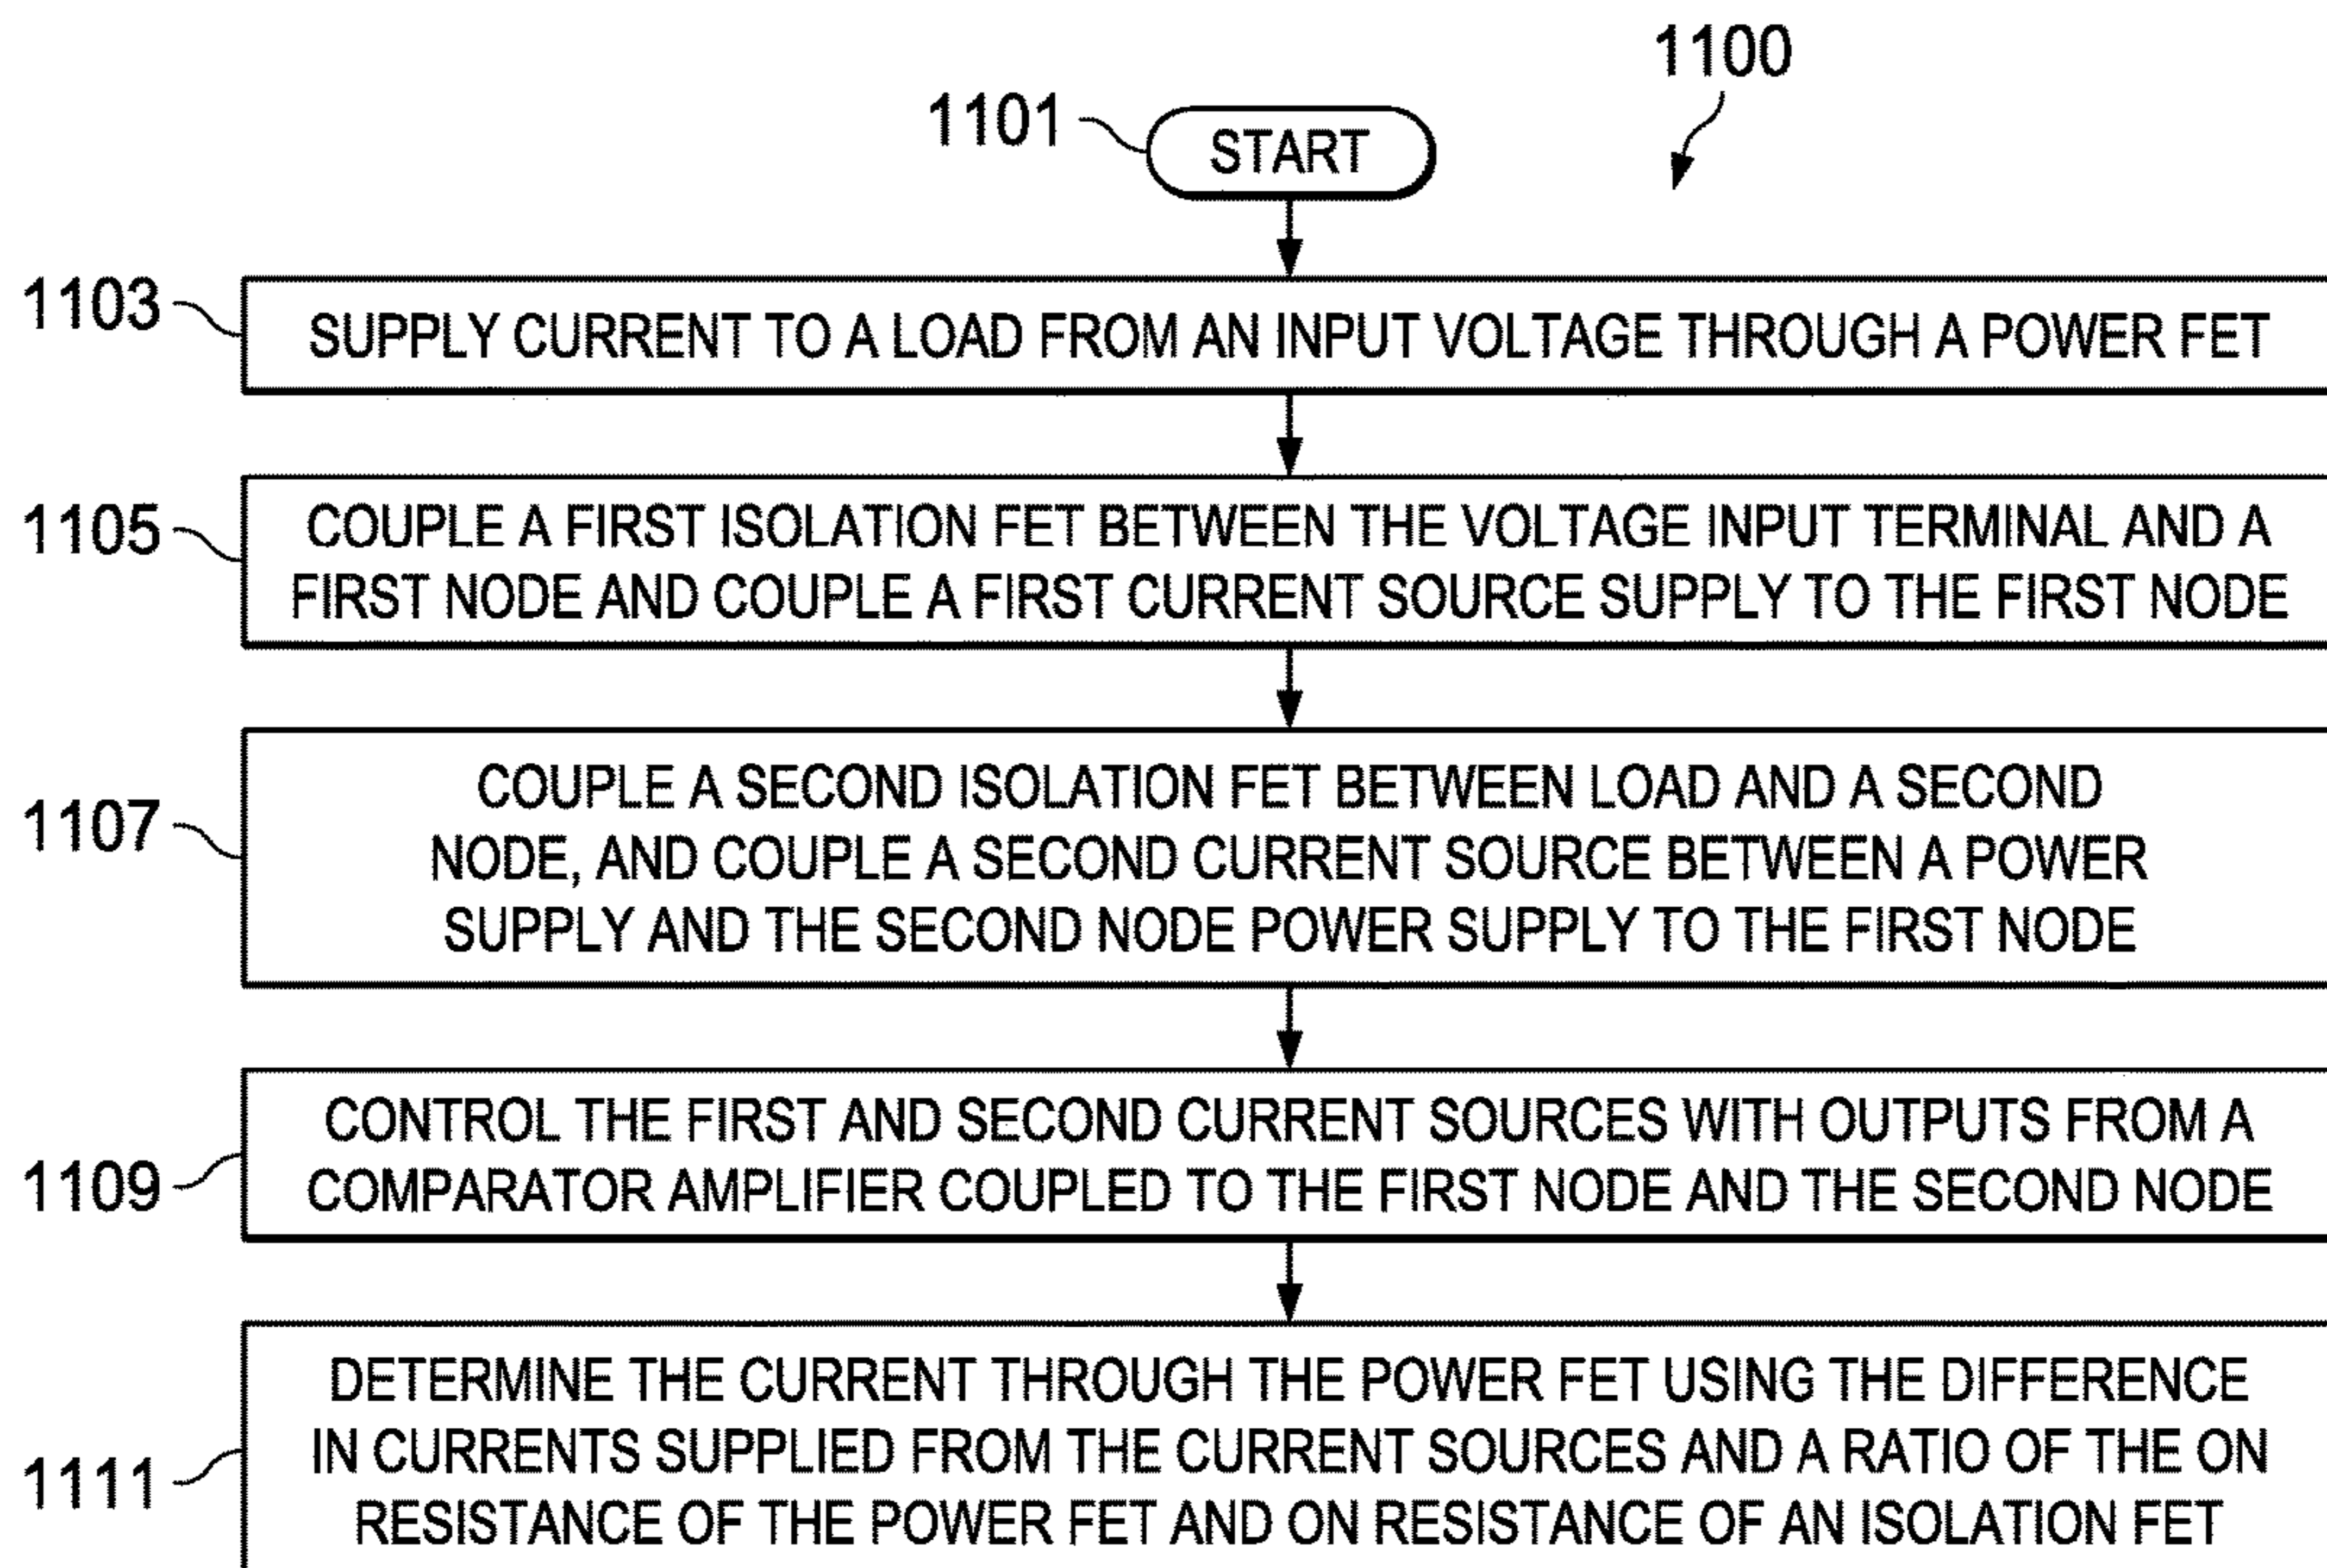 1100
1101
START
1103
SUPPLY CURRENT TO A LOAD FROM AN INPUT VOLTAGE THROUGH A POWER FET
1105
COUPLE A FIRST ISOLATION FET BETWEEN THE VOLTAGE INPUT TERMINAL AND A
FIRST NODE AND COUPLE A FIRST CURRENT SOURCE SUPPLY TO THE FIRST NODE
1107
COUPLE A SECOND ISOLATION FET BETWEEN LOAD AND A SECOND
NODE, AND COUPLE A SECOND CURRENT SOURCE BETWEEN A POWER
SUPPLY AND THE SECOND NODE POWER SUPPLY TO THE FIRST NODE
1109
CONTROL THE FIRST AND SECOND CURRENT SOURCES WITH OUTPUTS FROM A
COMPARATOR AMPLIFIER COUPLED TO THE FIRST NODE AND THE SECOND NODE
1111
DETERMINE THE CURRENT THROUGH THE POWER FET USING THE DIFFERENCE
IN CURRENTS SUPPLIED FROM THE CURRENT SOURCES AND A RATIO OF THE ON
RESISTANCE OF THE POWER FET AND ON RESISTANCE OF AN ISOLATION FET